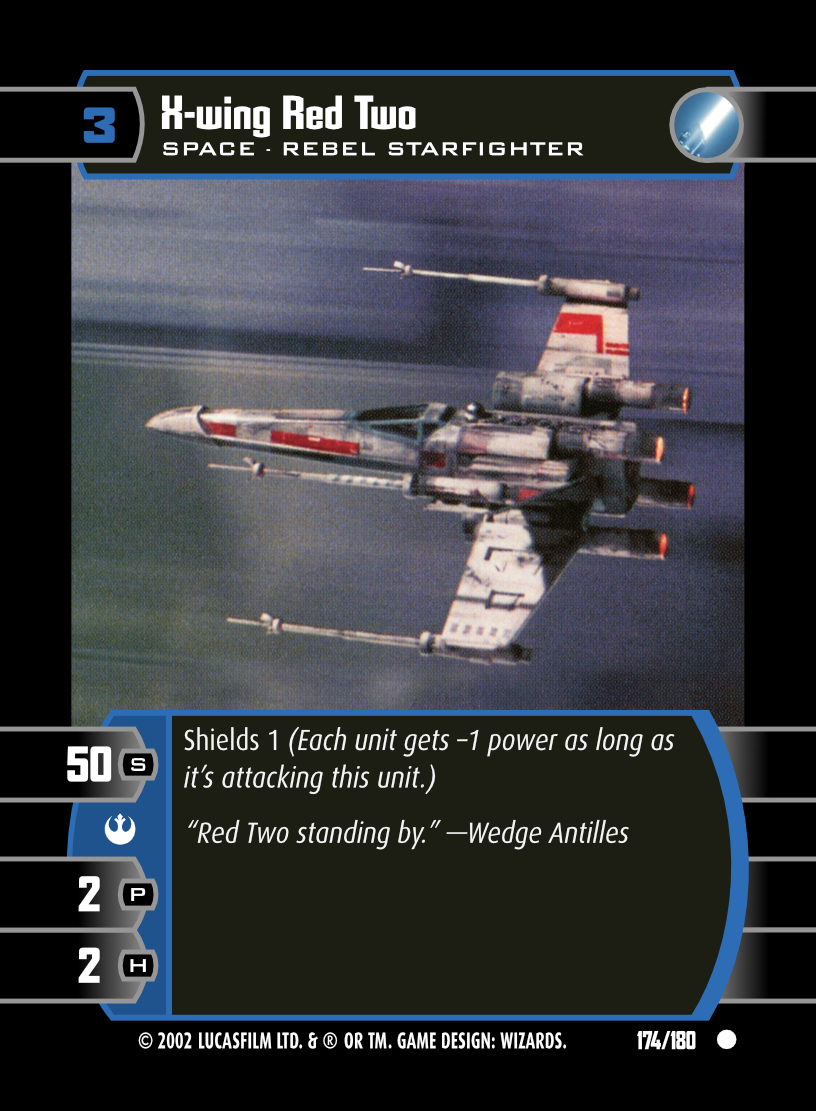 3
X-wing Red Two
SPACE · REBEL STARFIGHTER
50 S
Shields 1 (Each unit gets –1 power as long as
it's attacking this unit.)
“Red Two standing by.” —Wedge Antilles
2 P
2 H
© 2002 LUCASFILM LTD. & ® OR TM. GAME DESIGN: WIZARDS.
174/180